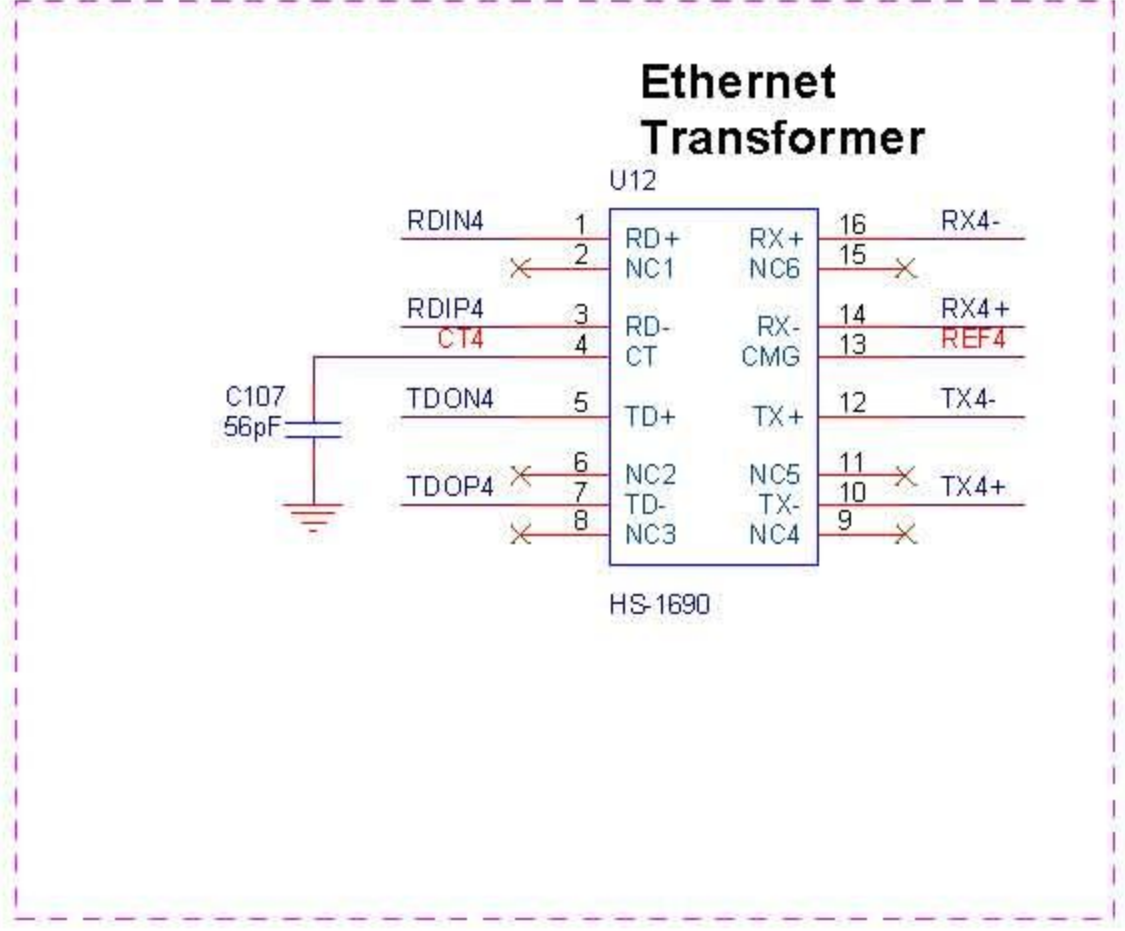 Ethernet
Transformer
U12
RDIN4 1 RD+ RX+ 16 RX4-
2 NC1 NC6 15
RDIP4 3 RD- RX- 14 RX4+
CT4 4 CT CMG 13 REF4
C107
56pF
TDON4 5 TD+ TX+ 12 TX4-
6 NC2 NC5 11
TDOP4 7 TD- TX- 10 TX4+
8 NC3 NC4 9
HS-1690